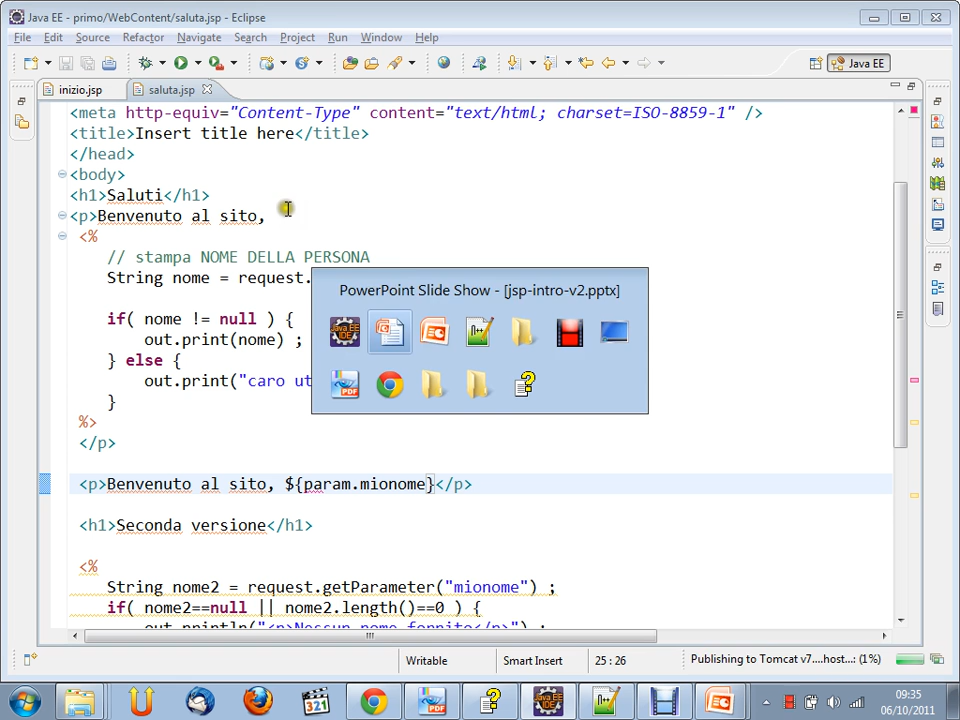 Java EE - primo/WebContent/saluta.jsp - Eclipse
File Edit Source Refactor Navigate Search Project Run Window Help
Java EE
inizio.jsp saluta.jsp
<meta http-equiv="Content-Type" content="text/html; charset=ISO-8859-1" />
<title>Insert title here</title>
</head>
<body>
<h1>Saluti</h1>
<p>Benvenuto al sito,
<%
// stampa NOME DELLA PERSONA
String nome = request.
PowerPoint Slide Show - [jsp-intro-v2.pptx]
if( nome != null ) {
out.print(nome) ;
} else {
out.print("caro ut
}
%>
</p>
<p>Benvenuto al sito, ${param.mionome}</p>
<h1>Seconda versione</h1>
<%
String nome2 = request.getParameter("mionome") ;
if( nome2==null || nome2.length()==0 ) {
out.println("<p>Nessun nome fornito</p>") ;
Writable Smart Insert 25 : 26 Publishing to Tomcat v7....host...: (1%)
09:35
06/10/2011